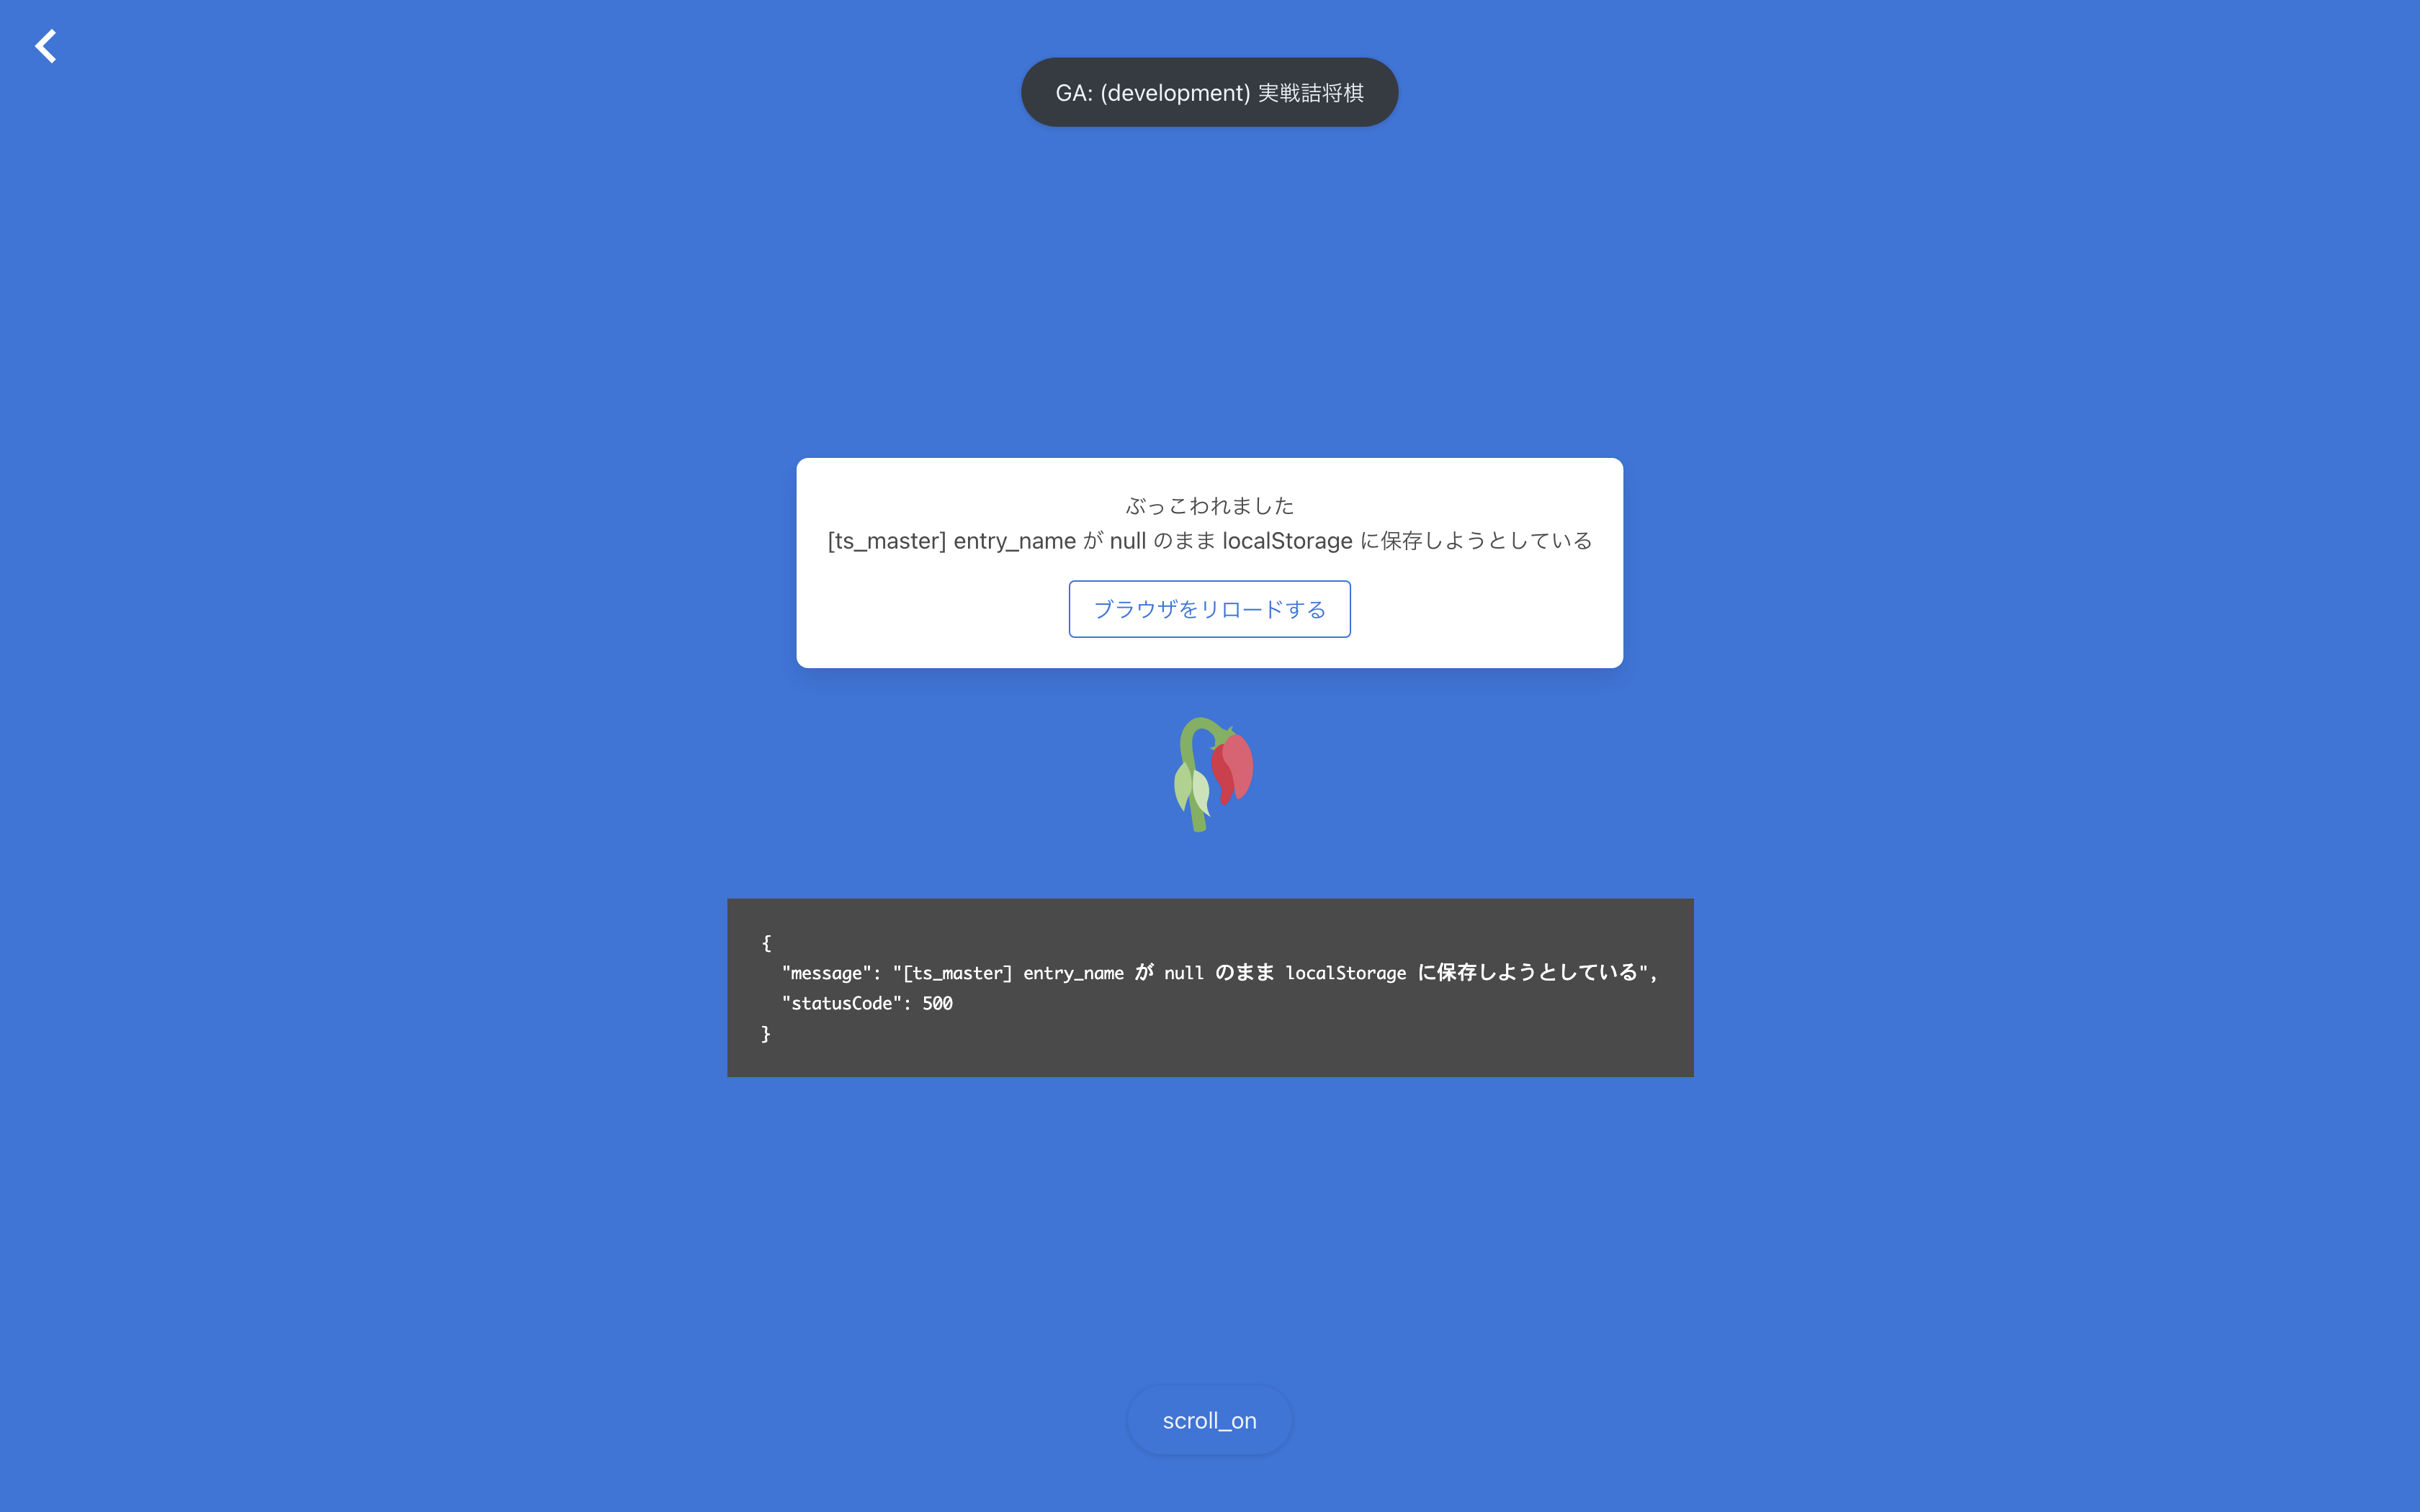 GA: (development) 実戦詰将棋
ぶっこわれました
[ts_master] entry_name が null のまま localStorage に保存しようとしている
ブラウザをリロードする
{
  "message": "[ts_master] entry_name が null のまま localStorage に保存しようとしている",
  "statusCode": 500
}
scroll_on